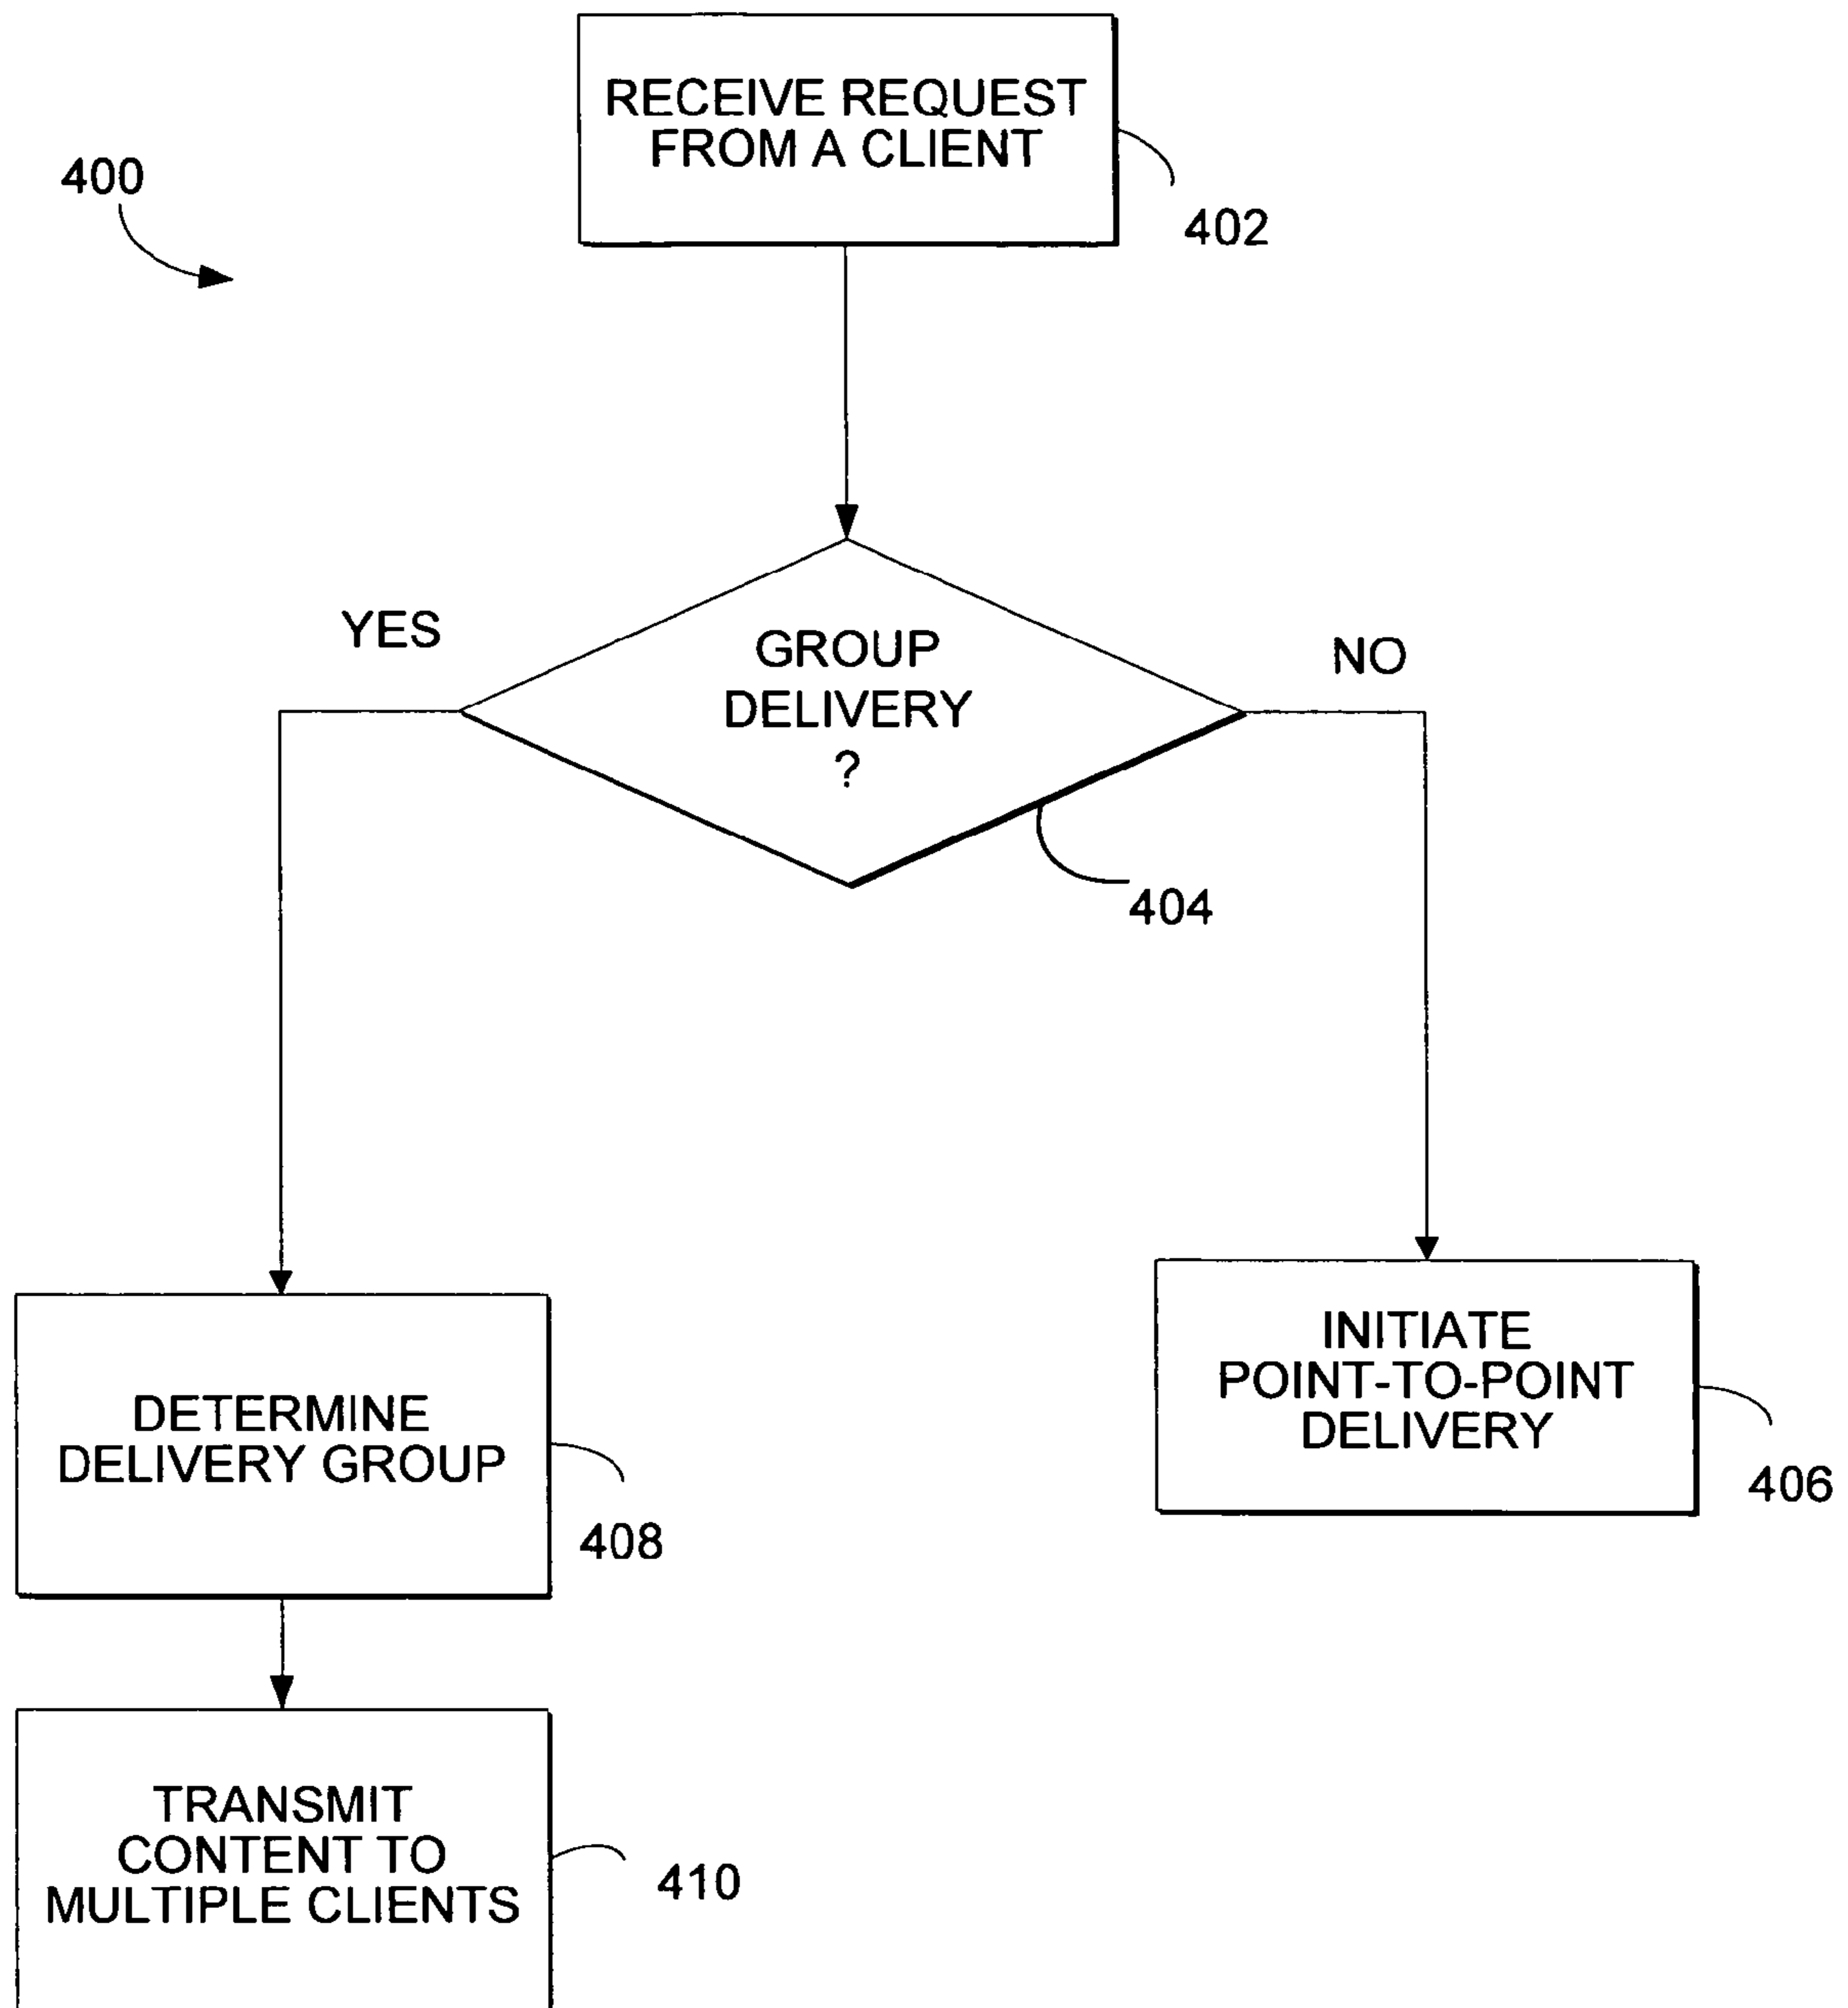 RECEIVE REQUEST
FROM A CLIENT
400
402
YES
GROUP
DELIVERY
?
NO
404
INITIATE
POINT-TO-POINT
DELIVERY
406
DETERMINE
DELIVERY GROUP
408
TRANSMIT
CONTENT TO
MULTIPLE CLIENTS
410